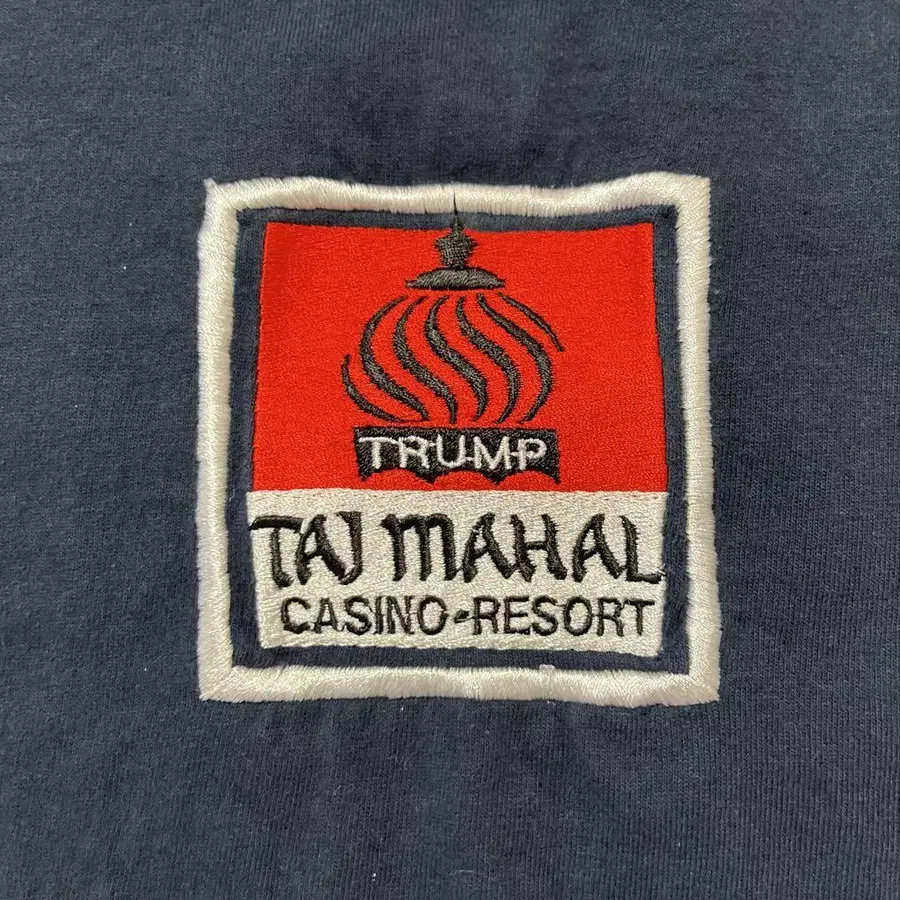 TRUMP
TAJ MAHAL
CASINO-RESORT